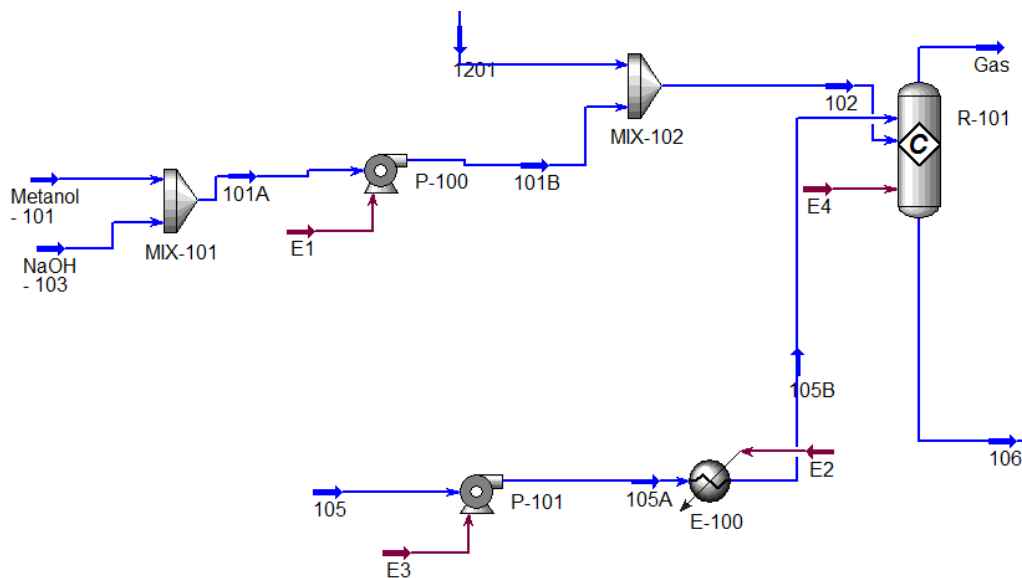 1201
Gas
102
R-101
MIX-102
C
Metanol
- 101
101A
P-100
101B
E4
NaOH
- 103
MIX-101
E1
105B
105
P-101
105A
E-100
E2
106
E3